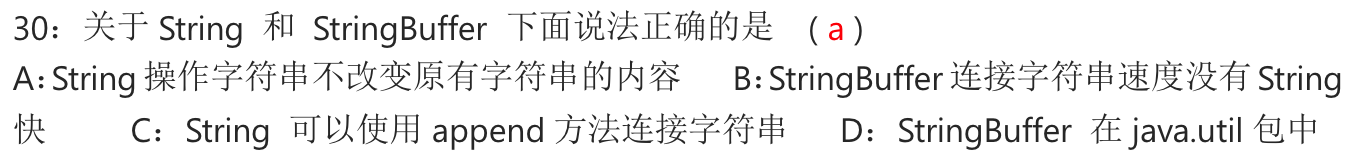 30：关于 String 和 StringBuffer 下面说法正确的是 （a）
A:String 操作字符串不改变原有字符串的内容 B:StringBuffer 连接字符串速度没有 String
快 C：String 可以使用 append 方法连接字符串 D：StringBuffer 在 java.util 包中